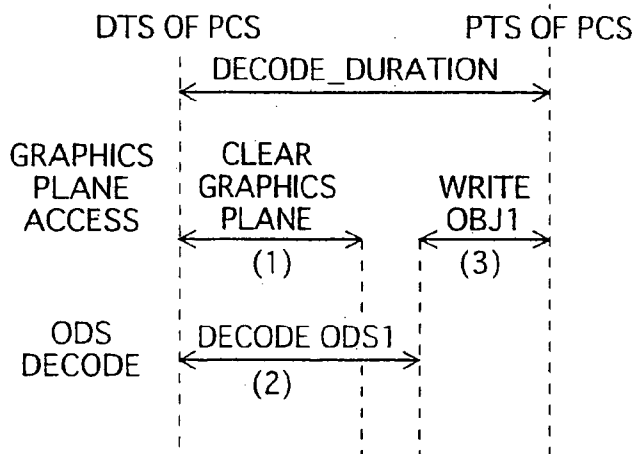 DTS OF PCS
PTS OF PCS
DECODE_DURATION
GRAPHICS
PLANE
ACCESS
CLEAR
GRAPHICS
PLANE
(1)
WRITE
OBJ1
(3)
ODS
DECODE
DECODE ODS1
(2)